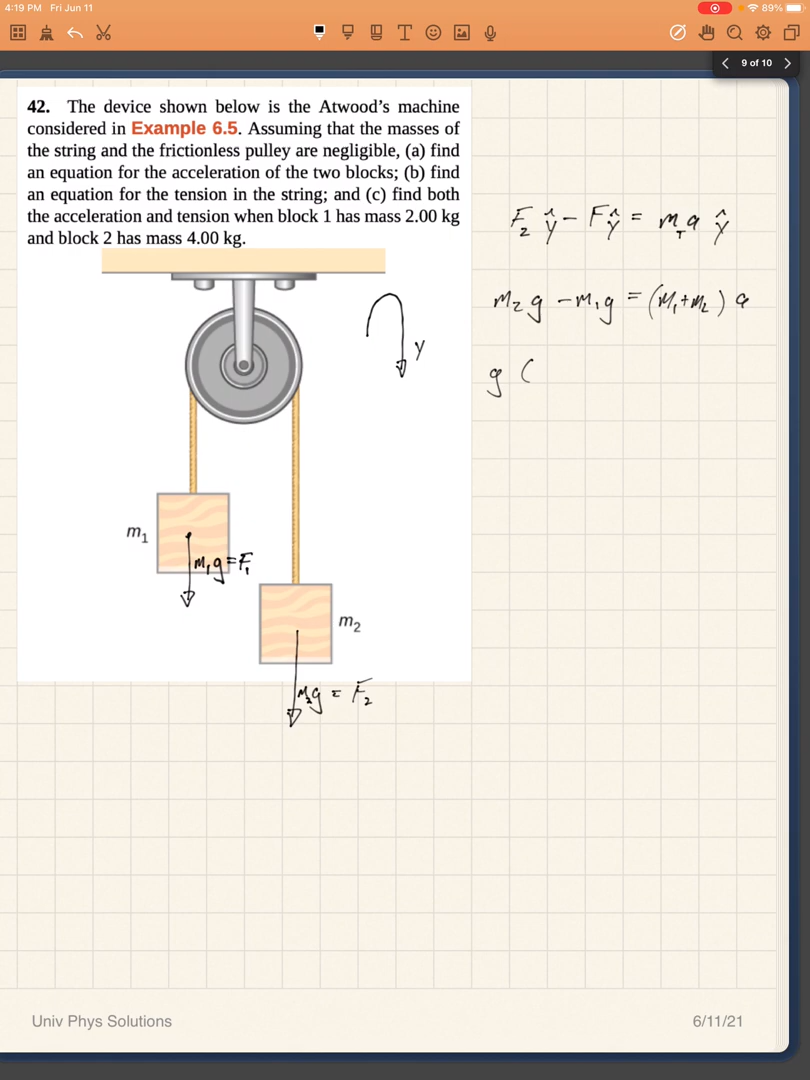 4:19 PM Fri Jun 11
89%
9 of 10
42. The device shown below is the Atwood's machine
considered in Example 6.5. Assuming that the masses of
the string and the frictionless pulley are negligible, (a) find
an equation for the acceleration of the two blocks; (b) find
an equation for the tension in the string; and (c) find both
the acceleration and tension when block 1 has mass 2.00 kg
and block 2 has mass 4.00 kg.
F₂ ŷ - F ŷ = m_T a ŷ
m₂ g - m₁ g = (m₁ + m₂) a
g (
y
m₁
m₁g = F₁
m₂
m₂g = F₂
Univ Phys Solutions
6/11/21